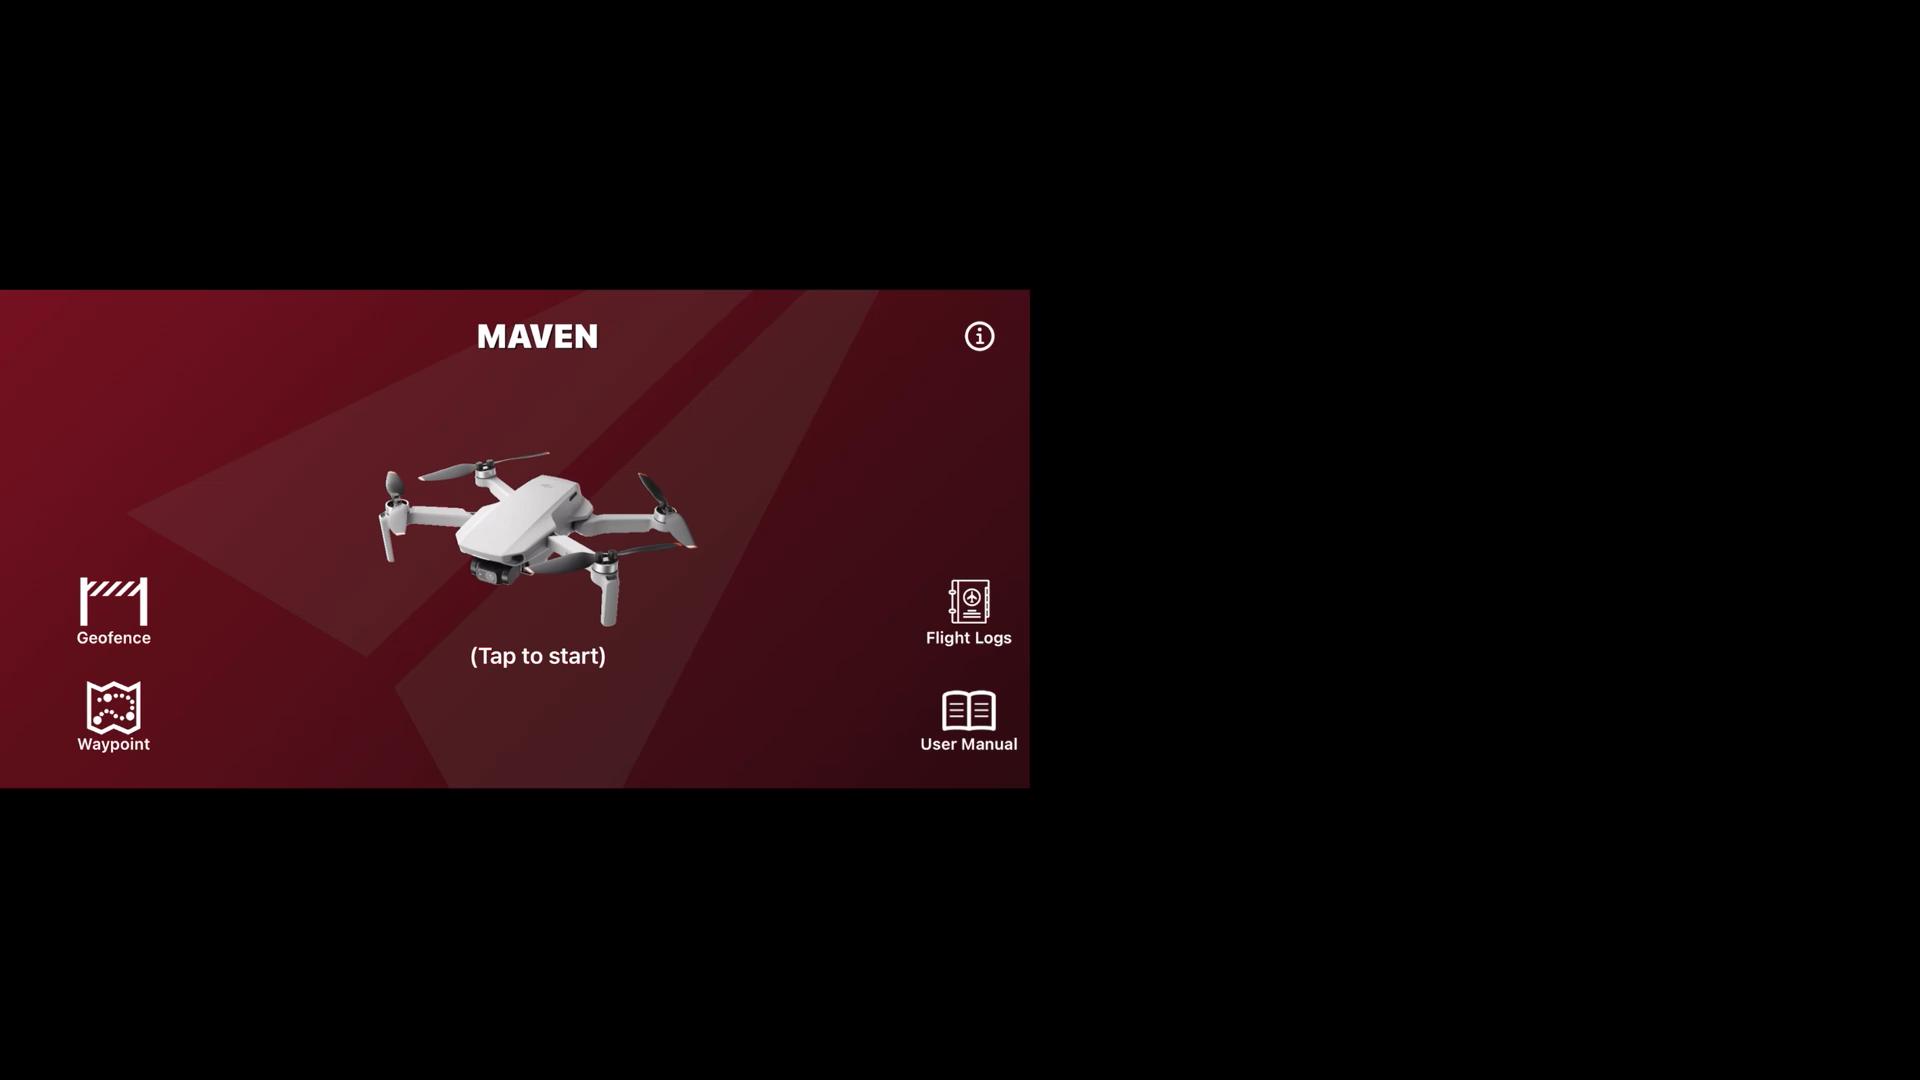 MAVEN
Geofence
Flight Logs
(Tap to start)
Waypoint
User Manual